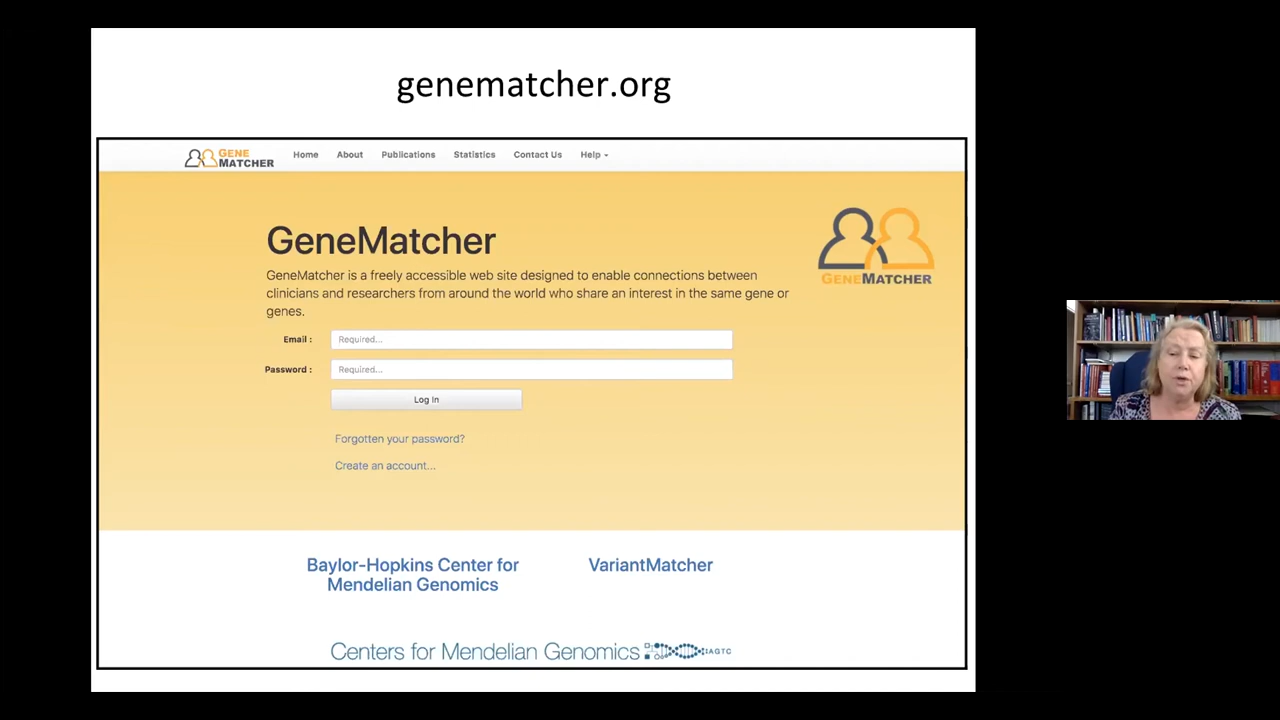 genematcher.org
GENE
MATCHER
Home About Publications Statistics Contact Us Help
GeneMatcher
GeneMatcher is a freely accessible web site designed to enable connections between
clinicians and researchers from around the world who share an interest in the same gene or
genes.
GENEMATCHER
Email : Required...
Password : Required...
Log In
Forgotten your password?
Create an account...
Baylor-Hopkins Center for
Mendelian Genomics
VariantMatcher
Centers for Mendelian Genomics